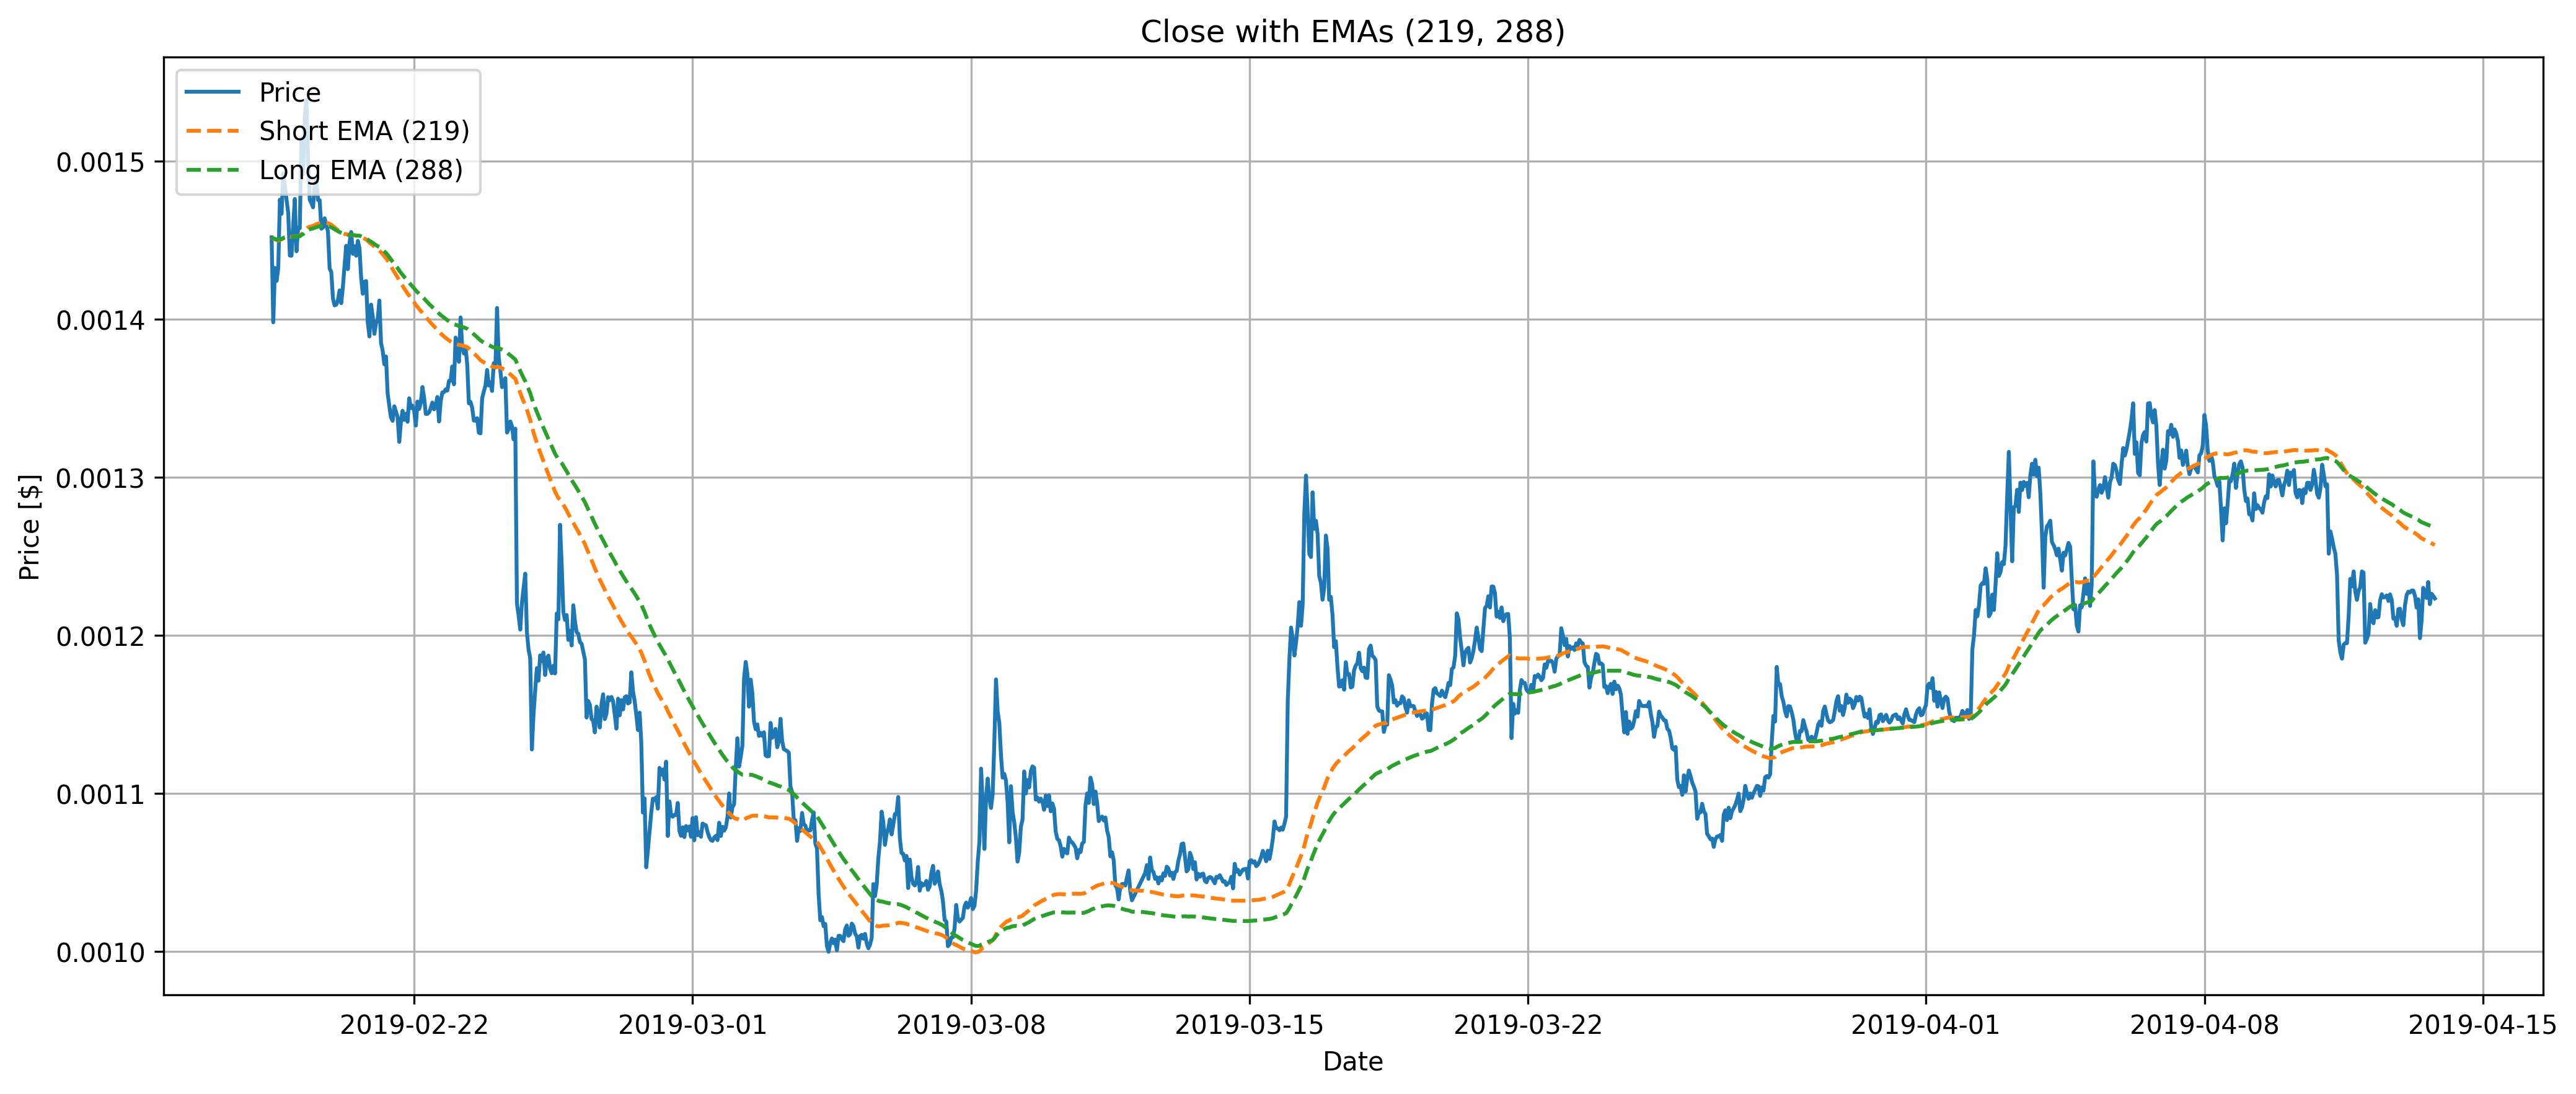 Close with EMAs (219, 288)
Price
Short EMA (219)
Long EMA (288)
0.0015
0.0014
0.0013
0.0012
0.0011
0.0010
Price [$]
2019-02-22
2019-03-01
2019-03-08
2019-03-15
2019-03-22
2019-04-01
2019-04-08
2019-04-15
Date